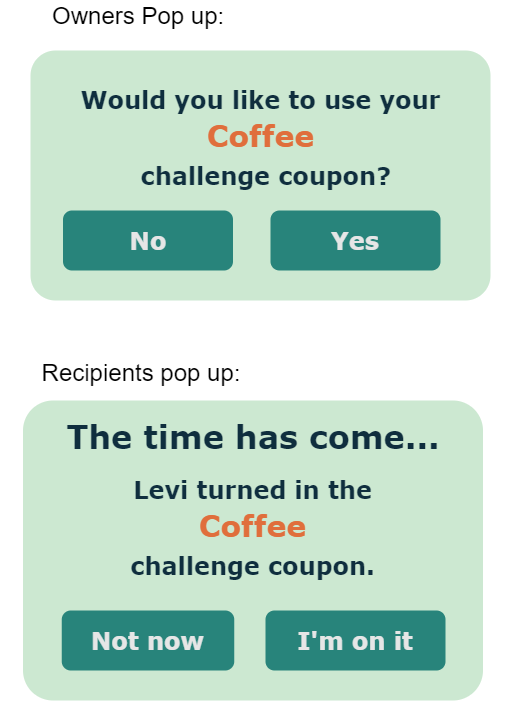 Owners Pop up:
Would you like to use your
Coffee
challenge coupon?
No Yes
Recipients pop up:
The time has come...
Levi turned in the
Coffee
challenge coupon.
Not now I'm on it